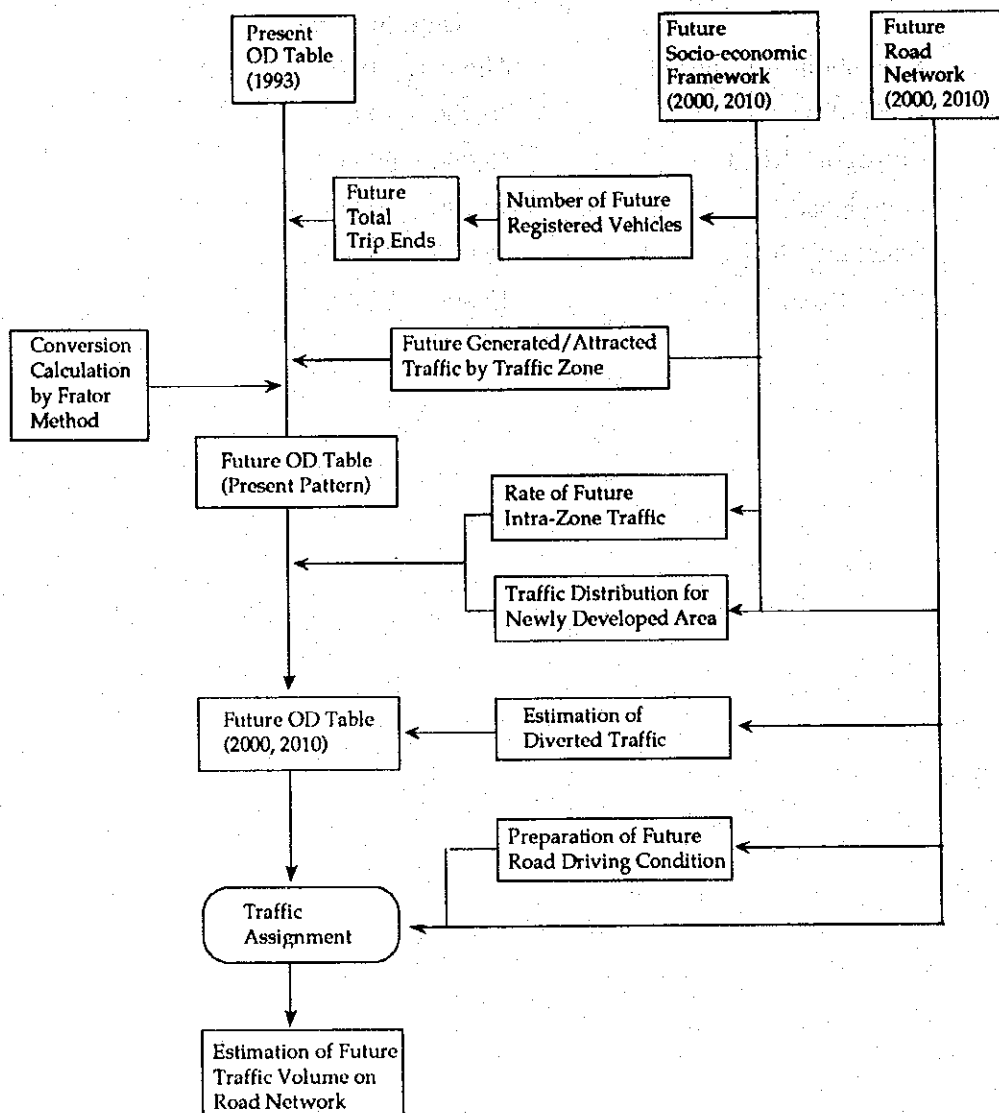 Present
OD Table
(1993)
Future
Socio-economic
Framework
(2000, 2010)
Future
Road
Network
(2000, 2010)
Future
Total
Trip Ends
Number of Future
Registered Vehicles
Conversion
Calculation
by Frator
Method
Future Generated/Attracted
Traffic by Traffic Zone
Future OD Table
(Present Pattern)
Rate of Future
Intra-Zone Traffic
Traffic Distribution for
Newly Developed Area
Future OD Table
(2000, 2010)
Estimation of
Diverted Traffic
Preparation of Future
Road Driving Condition
Traffic
Assignment
Estimation of Future
Traffic Volume on
Road Network